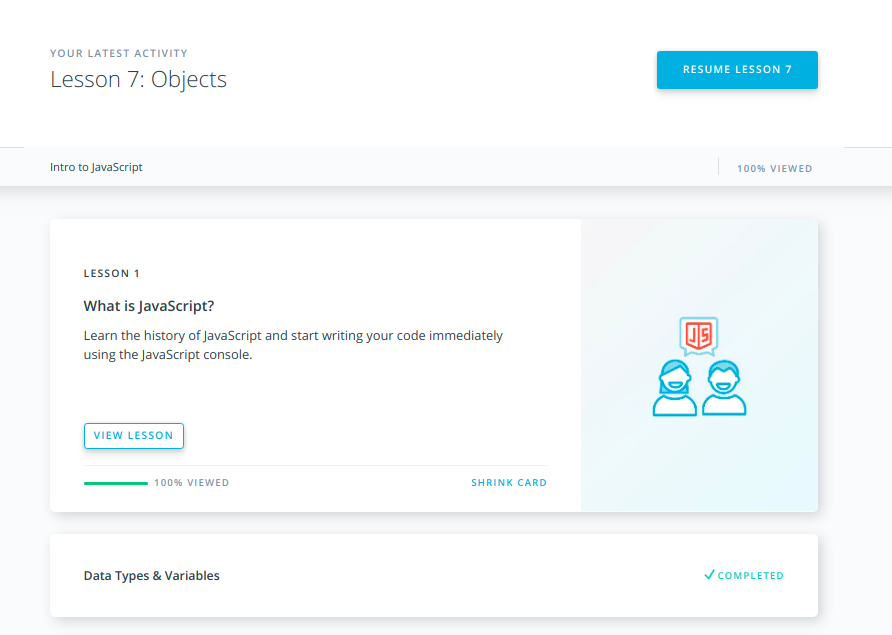 YOUR LATEST ACTIVITY
Lesson 7: Objects
RESUME LESSON 7
Intro to JavaScript
100% VIEWED
LESSON 1
What is JavaScript?
Learn the history of JavaScript and start writing your code immediately
using the JavaScript console.
JS
VIEW LESSON
100% VIEWED
SHRINK CARD
Data Types & Variables
COMPLETED